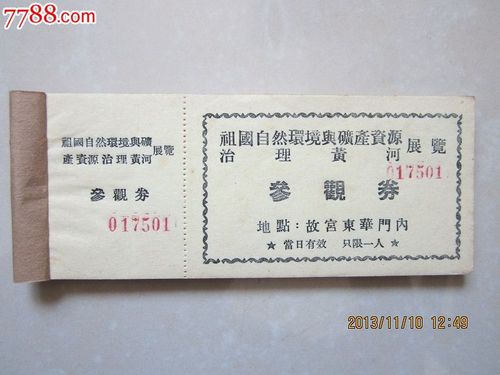 7788.com
祖國自然環境與礦
產資源治理黃河
展覽
參觀券
017501
祖國自然環境與礦產資源
治理黃河
展覽
017501
參觀券
地點：故宮東華門內
★當日有效 只限一人★
2013/11/10 12:49